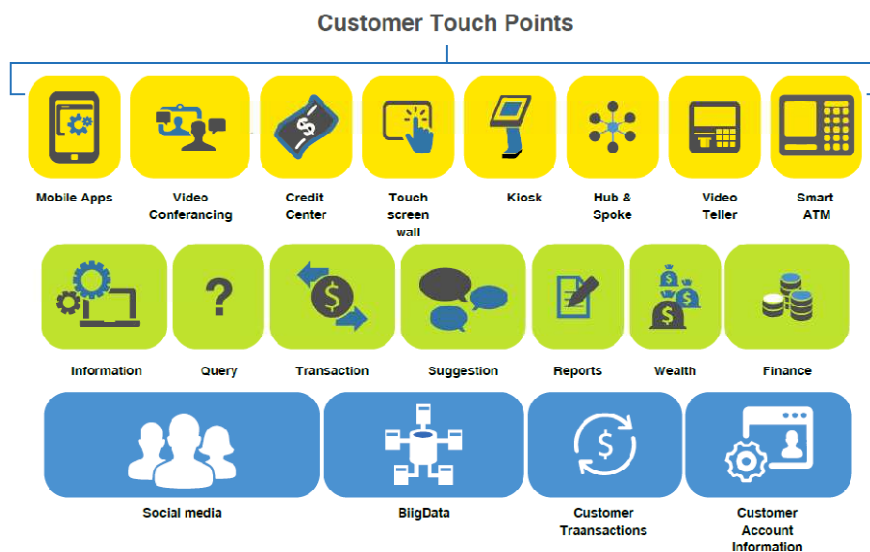 Customer Touch Points
Mobile Apps
Video
Conferancing
Credit
Center
Touch
screen
wall
Kiosk
Hub &
Spoke
Video
Teller
Smart
ATM
Information
Query
Transaction
Suggestion
Reports
Wealth
Finance
Social media
BiigData
Customer
Traansactions
Customer
Account
Information